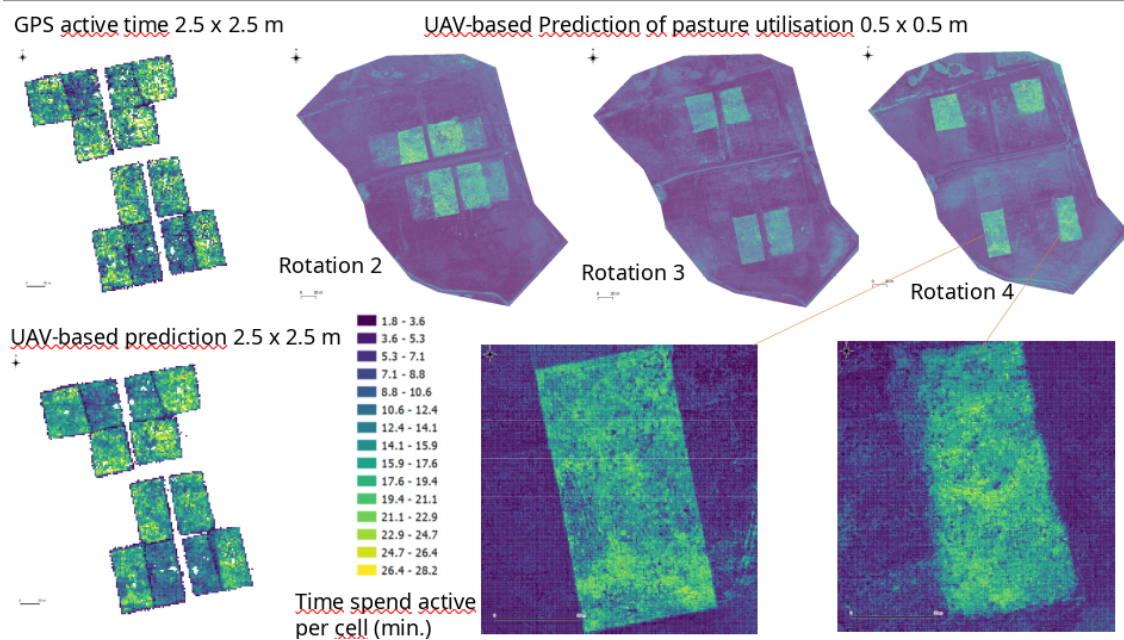 GPS active time 2.5 x 2.5 m
UAV-based Prediction of pasture utilisation 0.5 x 0.5 m
Rotation 2
Rotation 3
Rotation 4
UAV-based prediction 2.5 x 2.5 m
1.8 - 3.6
3.6 - 5.3
5.3 - 7.1
7.1 - 8.8
8.8 - 10.6
10.6 - 12.4
12.4 - 14.1
14.1 - 15.9
15.9 - 17.6
17.6 - 19.4
19.4 - 21.1
21.1 - 22.9
22.9 - 24.7
24.7 - 26.4
26.4 - 28.2
Time spend active
per cell (min.)